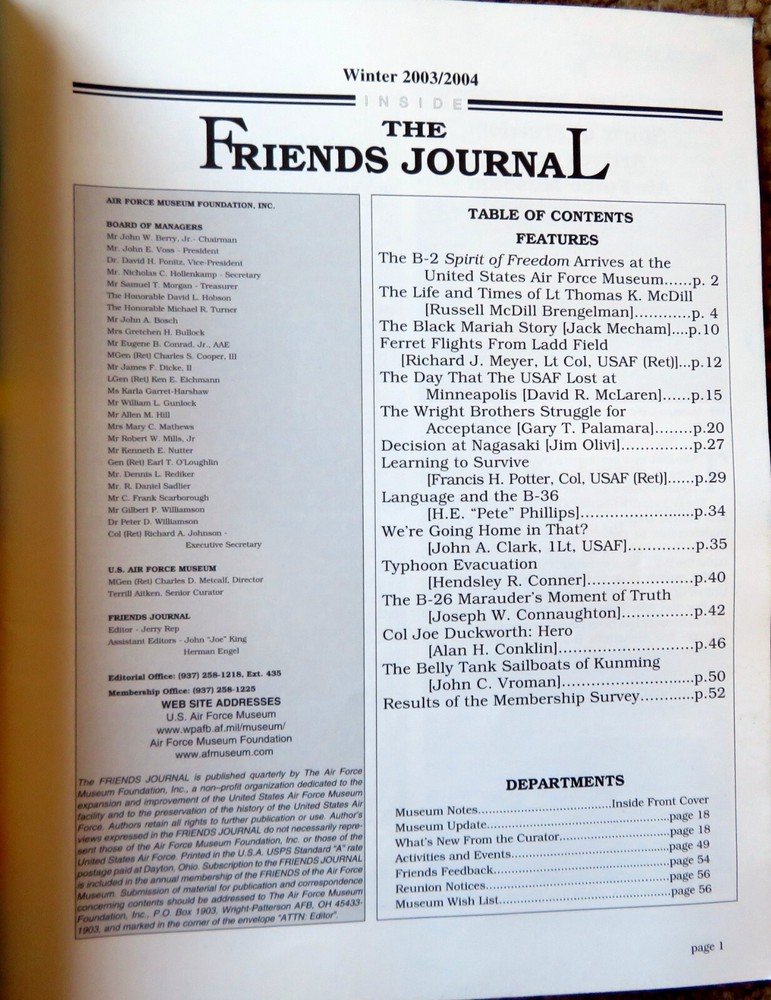 Winter 2003/2004
INSIDE
THE
FRIENDS JOURNAL
AIR FORCE MUSEUM FOUNDATION, INC.
BOARD OF MANAGERS
Mr John W. Berry, Jr.- Chairman
Mr. John E. Voss - President
Dr. David H. Ponitz, Vice-President
Mr. Nicholas C. Hollenkamp - Secretary
Mr Samuel T. Morgan - Treasurer
The Honorable David L. Hobson
The Honorable Michael R. Turner
Mr John A. Bosch
Mrs Gretchen H. Bullock
Mr Eugene B. Conrad, Jr., AAE
MGen (Ret) Charles S. Cooper, III
Mr James F. Dicke, II
LGen (Ret) Ken E. Eichmann
Ms Karla Garret-Harshaw
Mr William L. Gunlock
Mr Allen M. Hill
Mrs Mary C. Mathews
Mr Robert W. Mills, Jr
Mr Kenneth E. Nutter
Gen (Ret) Earl T. O'Loughlin
Mr. Dennis L. Rediker
Mr. R. Daniel Sadlier
Mr C. Frank Scarborough
Mr Gilbert P. Williamson
Dr Peter D. Williamson
Col (Ret) Richard A. Johnson -
Executive Secretary
U.S. AIR FORCE MUSEUM
MGen (Ret) Charles D. Metcalf, Director
Terrill Aitken, Senior Curator
FRIENDS JOURNAL
Editor - Jerry Rep
Assistant Editors - John "Joe" King
Herman Engel
Editorial Office: (937) 258-1218, Ext. 435
Membership Office: (937) 258-1225
WEB SITE ADDRESSES
U.S. Air Force Museum
www.wpafb.af.mil/museum/
Air Force Museum Foundation
www.afmuseum.com
The FRIENDS JOURNAL is published quarterly by The Air Force
Museum Foundation, Inc., a non-profit organization dedicated to the
expansion and improvement of the United States Air Force Museum
facility and to the preservation of the history of the United States Air
Force. Authors retain all rights to further publication or use. Author's
views expressed in the FRIENDS JOURNAL do not necessarily repre-
sent those of the Air Force Museum Foundation, Inc. or those of the
United States Air Force. Printed in the U.S.A. USPS Standard "A" rate
postage paid at Dayton, Ohio. Subscription to the FRIENDS JOURNAL
is included in the annual membership of the FRIENDS of the Air Force
Museum. Submission of material for publication and correspondence
concerning contents should be addressed to The Air Force Museum
Foundation, Inc., P.O. Box 1903, Wright-Patterson AFB, OH 45433-
1903, and marked in the corner of the envelope "ATTN: Editor".
TABLE OF CONTENTS
FEATURES
The B-2 Spirit of Freedom Arrives at the
United States Air Force Museum......p. 2
The Life and Times of Lt Thomas K. McDill
[Russell McDill Brengelman]............p. 4
The Black Mariah Story [Jack Mecham]....p.10
Ferret Flights From Ladd Field
[Richard J. Meyer, Lt Col, USAF (Ret)]...p.12
The Day That The USAF Lost at
Minneapolis [David R. McLaren]......p.15
The Wright Brothers Struggle for
Acceptance [Gary T. Palamara]........p.20
Decision at Nagasaki [Jim Olivi]...............p.27
Learning to Survive
[Francis H. Potter, Col, USAF (Ret)]......p.29
Language and the B-36
[H.E. "Pete" Phillips]....................p.34
We're Going Home in That?
[John A. Clark, 1Lt, USAF]..............p.35
Typhoon Evacuation
[Hendsley R. Conner].....................p.40
The B-26 Marauder's Moment of Truth
[Joseph W. Connaughton]..............p.42
Col Joe Duckworth: Hero
[Alan H. Conklin].........................p.46
The Belly Tank Sailboats of Kunming
[John C. Vroman].........................p.50
Results of the Membership Survey...........p.52
DEPARTMENTS
Museum Notes............................Inside Front Cover
Museum Update......................................page 18
What's New From the Curator.......................page 18
Activities and Events................................page 49
Friends Feedback....................................page 54
Reunion Notices.....................................page 56
Museum Wish List...................................page 56
page 1